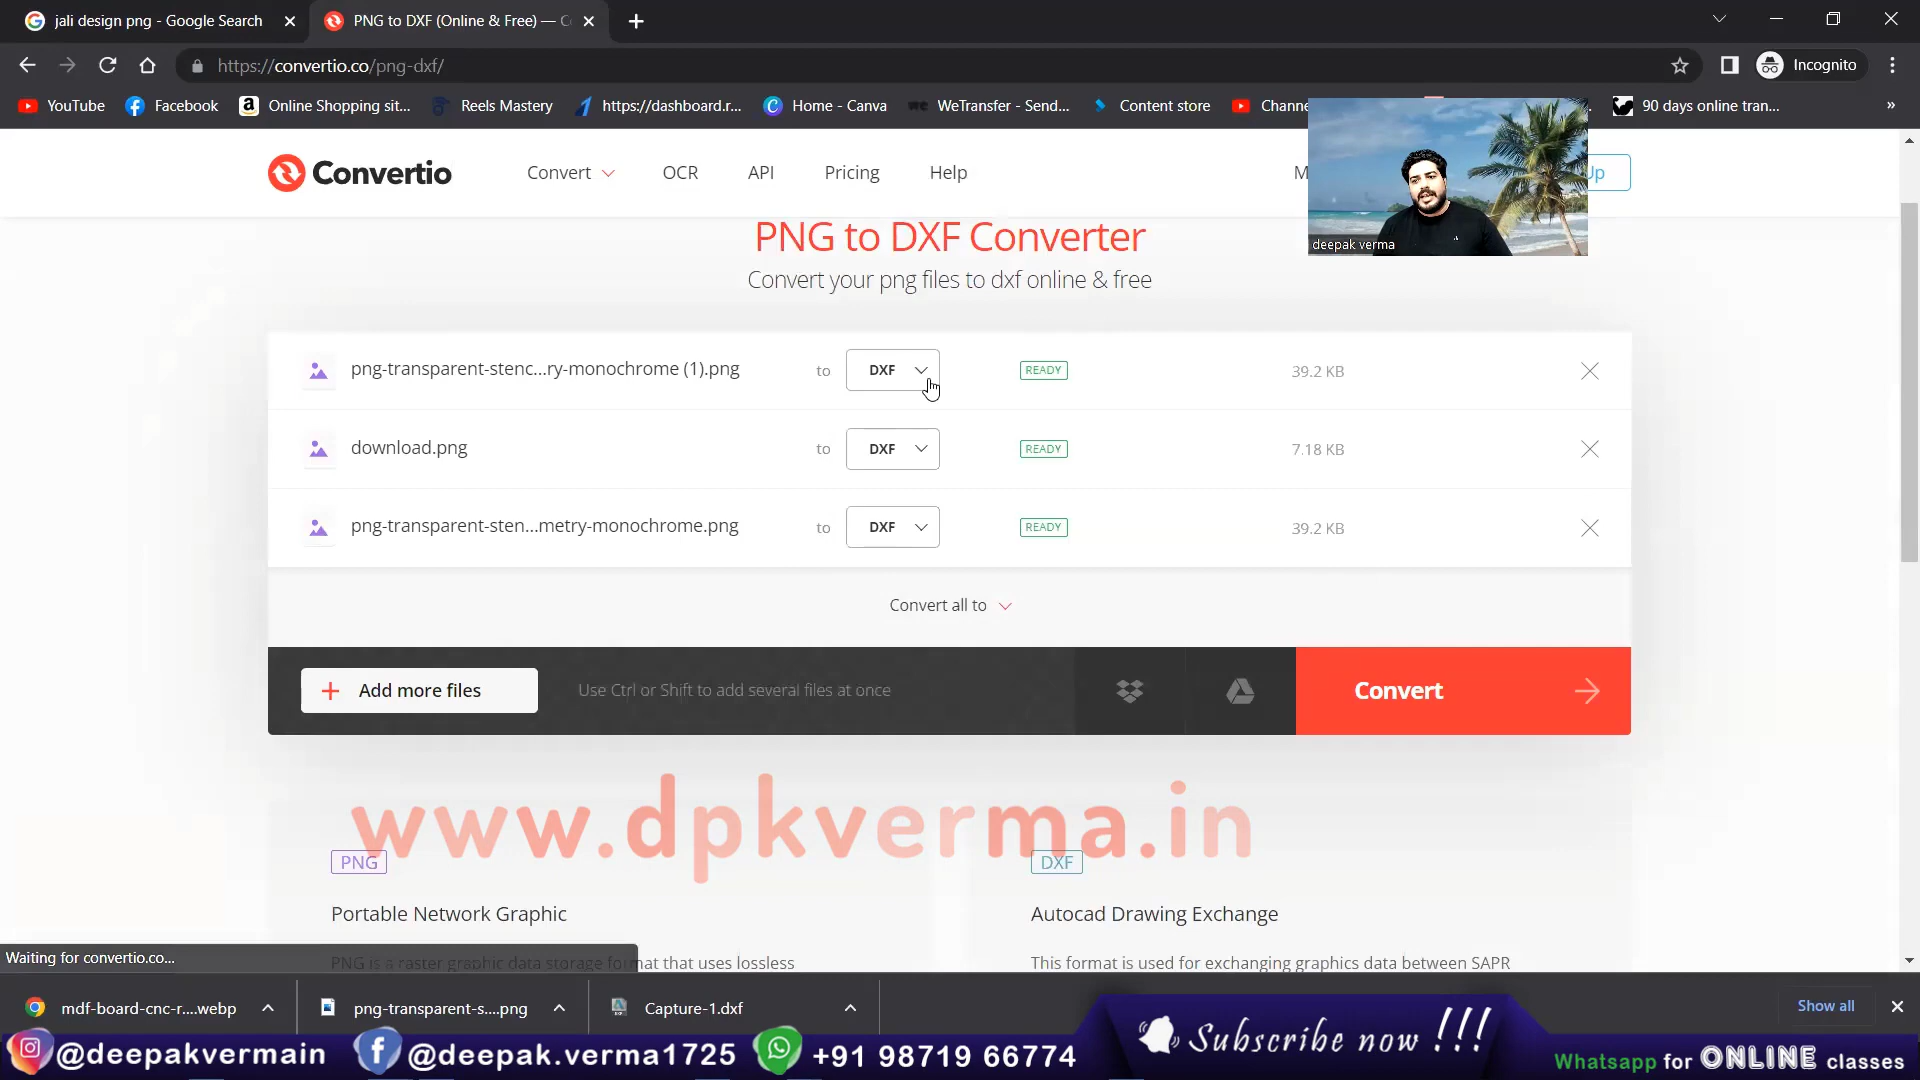 jali design png - Google Search
PNG to DXF (Online & Free) — C
https://convertio.co/png-dxf/
Incognito
YouTube
Facebook
Online Shopping sit...
Reels Mastery
https://dashboard.r...
Home - Canva
WeTransfer - Send...
Content store
Channe
90 days online tran...
»
Convertio
Convert
OCR
API
Pricing
Help
M
Up
deepak verma
PNG to DXF Converter
Convert your png files to dxf online & free
png-transparent-stenc...ry-monochrome (1).png to DXF READY 39.2 KB
download.png to DXF READY 7.18 KB
png-transparent-sten...metry-monochrome.png to DXF READY 39.2 KB
Convert all to
Add more files
Use Ctrl or Shift to add several files at once
Convert
www.dpkverma.in
PNG
DXF
Portable Network Graphic
Autocad Drawing Exchange
PNG is a raster graphic data storage format that uses lossless
This format is used for exchanging graphics data between SAPR
Waiting for convertio.co...
mdf-board-cnc-r....webp
png-transparent-s....png
Capture-1.dxf
Show all
@deepakvermain
@deepak.verma1725
+91 98719 66774
Subscribe now !!!
Whatsapp for ONLINE classes